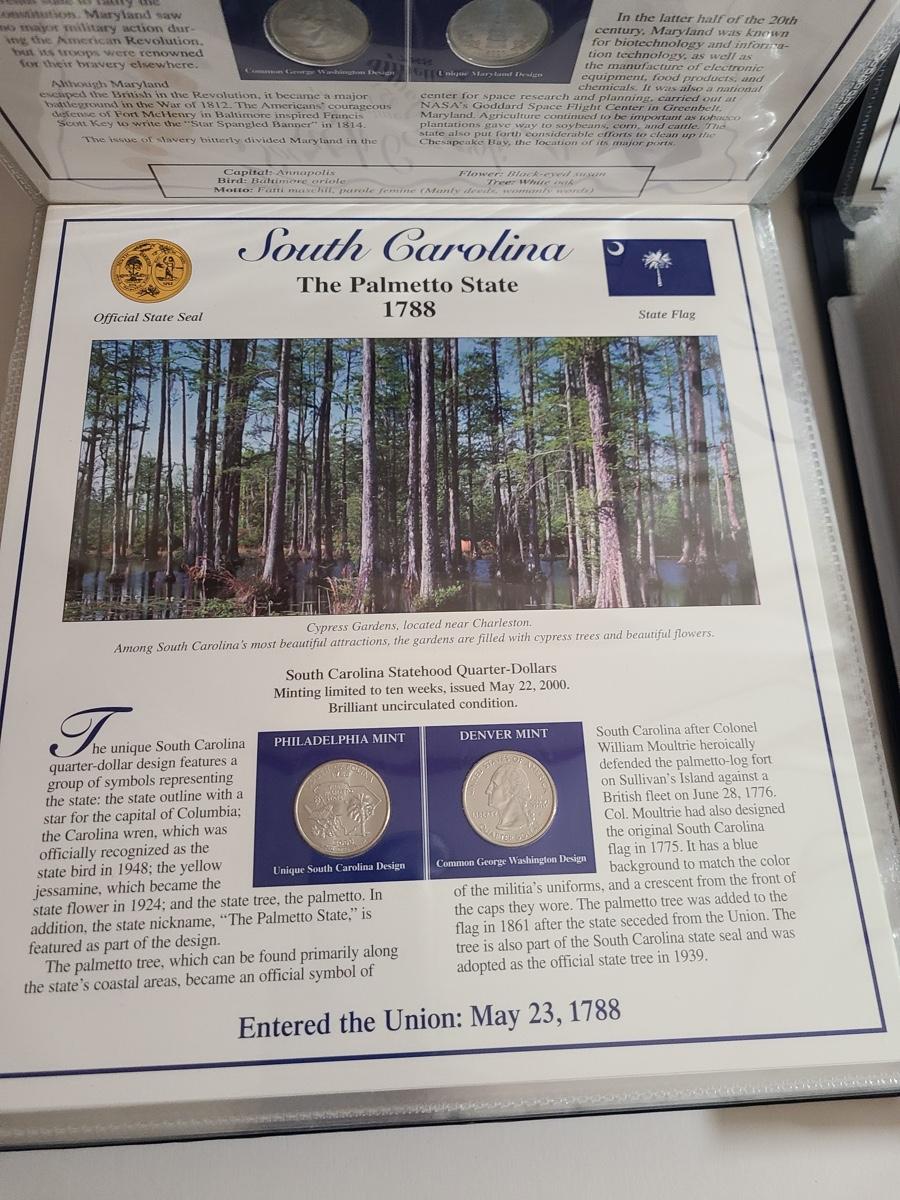 onstitution. Maryland saw
no major military action dur-
ing the American Revolution,
but its troops were renowned
for their bravery elsewhere.
Although Maryland
escaped the British in the Revolution, it became a major
battleground in the War of 1812. The Americans' courageous
defense of Fort McHenry in Baltimore inspired Francis
Scott Key to write the "Star Spangled Banner" in 1814.
The issue of slavery bitterly divided Maryland in the
Common George Washington Design
Unique Maryland Design
In the latter half of the 20th
century, Maryland was known
for biotechnology and informa-
tion technology, as well as
the manufacture of electronic
equipment, food products, and
chemicals. It was also a national
center for space research and planning, carried out at
NASA's Goddard Space Flight Center in Greenbelt,
Maryland. Agriculture continued to be important as tobacco
plantations gave way to soybeans, corn, and cattle. The
state also put forth considerable efforts to clean up the
Chesapeake Bay, the location of its major ports.
Capital: Annapolis
Flower: Black-eyed susan
Bird: Baltimore oriole
Tree: White oak
Motto: Fatti maschil, parole femine (Manly deeds, womanly words)
South Carolina
The Palmetto State
1788
Official State Seal
State Flag
Cypress Gardens, located near Charleston.
Among South Carolina's most beautiful attractions, the gardens are filled with cypress trees and beautiful flowers.
South Carolina Statehood Quarter-Dollars
Minting limited to ten weeks, issued May 22, 2000.
Brilliant uncirculated condition.
The unique South Carolina
quarter-dollar design features a
group of symbols representing
the state: the state outline with a
star for the capital of Columbia;
the Carolina wren, which was
officially recognized as the
state bird in 1948; the yellow
jessamine, which became the
state flower in 1924; and the state tree, the palmetto. In
addition, the state nickname, "The Palmetto State," is
featured as part of the design.
The palmetto tree, which can be found primarily along
the state's coastal areas, became an official symbol of
PHILADELPHIA MINT
Unique South Carolina Design
DENVER MINT
Common George Washington Design
South Carolina after Colonel
William Moultrie heroically
defended the palmetto-log fort
on Sullivan's Island against a
British fleet on June 28, 1776.
Col. Moultrie had also designed
the original South Carolina
flag in 1775. It has a blue
background to match the color
of the militia's uniforms, and a crescent from the front of
the caps they wore. The palmetto tree was added to the
flag in 1861 after the state seceded from the Union. The
tree is also part of the South Carolina state seal and was
adopted as the official state tree in 1939.
Entered the Union: May 23, 1788